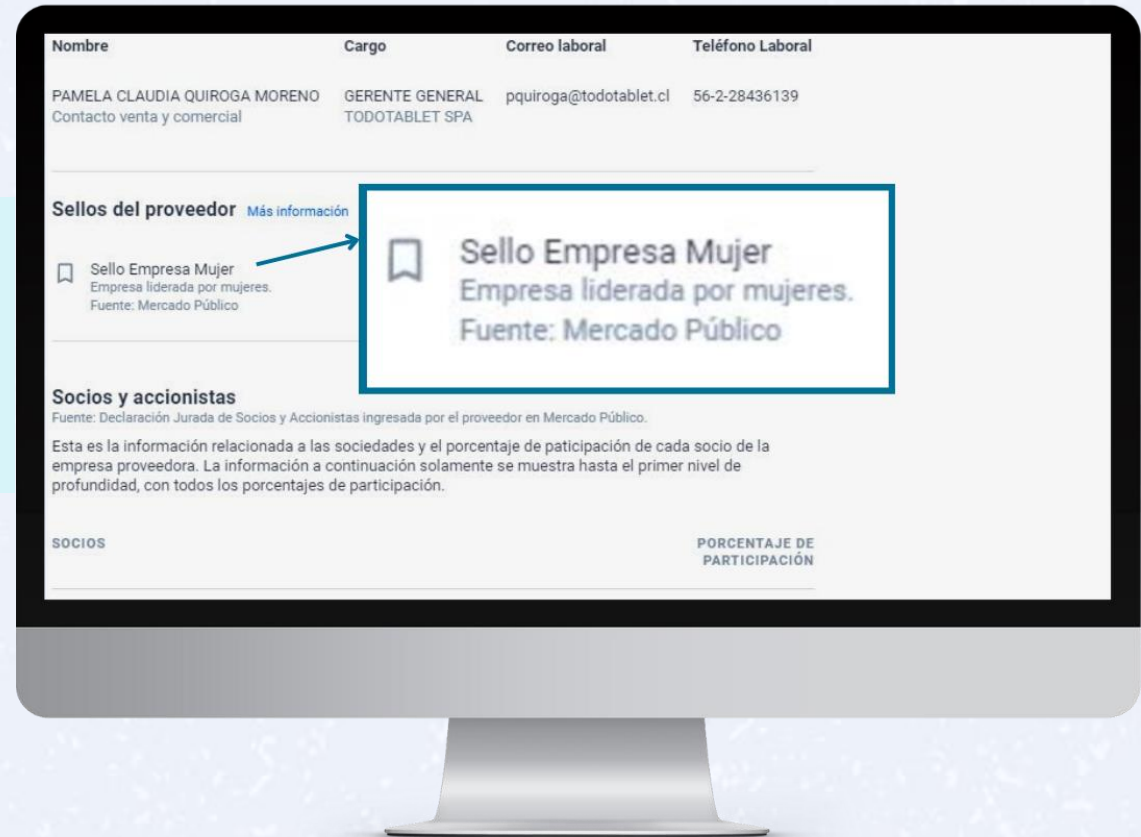 Nombre Cargo Correo laboral Teléfono Laboral
PAMELA CLAUDIA QUIROGA MORENO GERENTE GENERAL pquiroga@todotablet.cl 56-2-28436139
Contacto venta y comercial TODOTABLET SPA
Sellos del proveedor Más información
Sello Empresa Mujer
Empresa liderada por mujeres.
Fuente: Mercado Público
Sello Empresa Mujer
Empresa liderada por mujeres.
Fuente: Mercado Público
Socios y accionistas
Fuente: Declaración Jurada de Socios y Accionistas ingresada por el proveedor en Mercado Público.
Esta es la información relacionada a las sociedades y el porcentaje de paticipación de cada socio de la
empresa proveedora. La información a continuación solamente se muestra hasta el primer nivel de
profundidad, con todos los porcentajes de participación.
SOCIOS PORCENTAJE DE
PARTICIPACIÓN